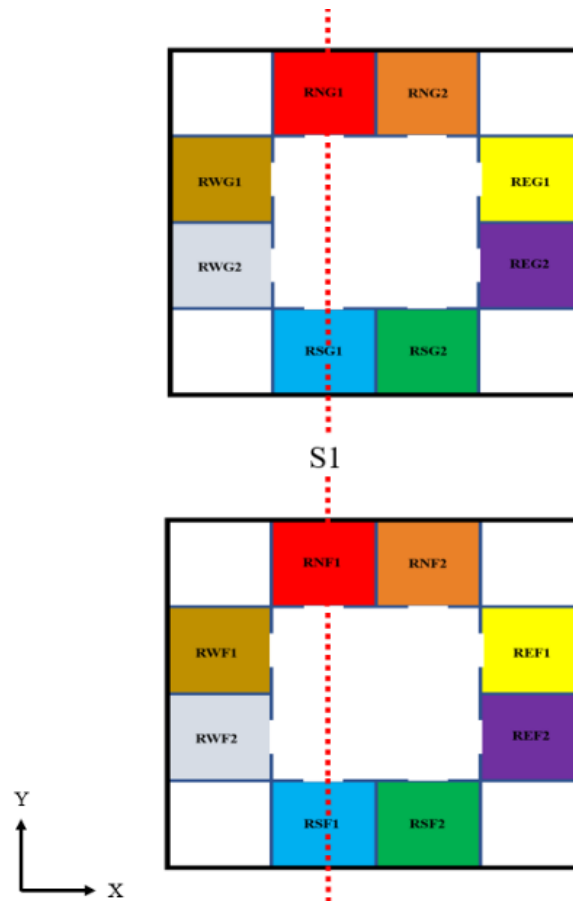 RNG1 RNG2
RWG1 REG1
RWG2 REG2
RSG1 RSG2
S1
RNF1 RNF2
RWF1 REF1
RWF2 REF2
RSF1 RSF2
Y
X